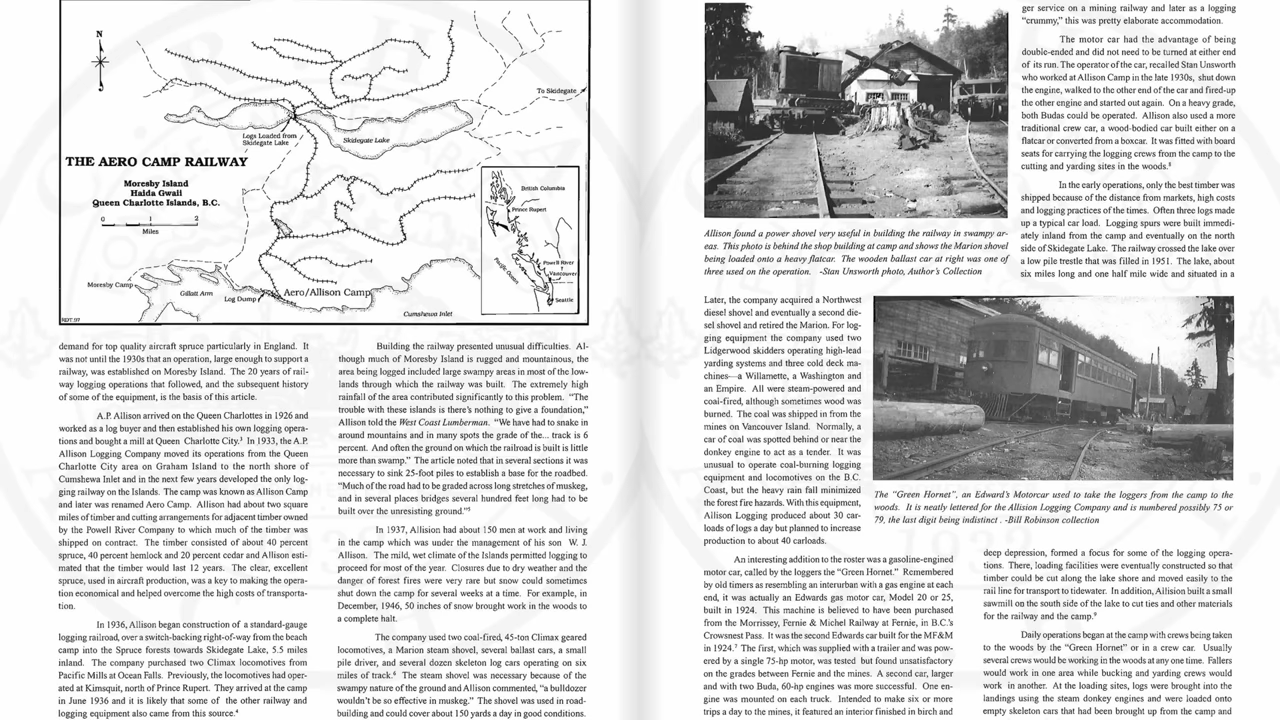 N
To Skidegate
Logs Loaded from
Skidegate Lake
Skidegate Lake
THE AERO CAMP RAILWAY
Moresby Island
Haida Gwaii
Queen Charlotte Islands, B.C.
0 1 2
Miles
British Columbia
Prince Rupert
Pacific Ocean
Powell River
Vancouver
Seattle
Moresby Camp
Gillatt Arm
Log Dump
Aero/Allison Camp
Cumshewa Inlet
RDT.97
demand for top quality aircraft spruce particularly in England. It
was not until the 1930s that an operation, large enough to support a
railway, was established on Moresby Island. The 20 years of rail-
way logging operations that followed, and the subsequent history
of some of the equipment, is the basis of this article.
A.P. Allison arrived on the Queen Charlottes in 1926 and
worked as a log buyer and then established his own logging opera-
tions and bought a mill at Queen Charlotte City.³ In 1933, the A.P.
Allison Logging Company moved its operations from the Queen
Charlotte City area on Graham Island to the north shore of
Cumshewa Inlet and in the next few years developed the only log-
ging railway on the Islands. The camp was known as Allison Camp
and later was renamed Aero Camp. Allison had about two square
miles of timber and cutting arrangements for adjacent timber owned
by the Powell River Company to which much of the timber was
shipped on contract. The timber consisted of about 40 percent
spruce, 40 percent hemlock and 20 percent cedar and Allison esti-
mated that the timber would last 12 years. The clear, excellent
spruce, used in aircraft production, was a key to making the opera-
tion economical and helped overcome the high costs of transporta-
tion.
In 1936, Allison began construction of a standard-gauge
logging railroad, over a switch-backing right-of-way from the beach
camp into the Spruce forests towards Skidegate Lake, 5.5 miles
inland. The company purchased two Climax locomotives from
Pacific Mills at Ocean Falls. Previously, the locomotives had oper-
ated at Kimsquit, north of Prince Rupert. They arrived at the camp
in June 1936 and it is likely that some of the other railway and
logging equipment also came from this source.⁴
Building the railway presented unusual difficulties. Al-
though much of Moresby Island is rugged and mountainous, the
area being logged included large swampy areas in most of the low-
lands through which the railway was built. The extremely high
rainfall of the area contributed significantly to this problem. "The
trouble with these islands is there's nothing to give a foundation,"
Allison told the West Coast Lumberman. "We have had to snake in
around mountains and in many spots the grade of the... track is 6
percent. And often the ground on which the railroad is built is little
more than swamp." The article noted that in several sections it was
necessary to sink 25-foot piles to establish a base for the roadbed.
"Much of the road had to be graded across long stretches of muskeg,
and in several places bridges several hundred feet long had to be
built over the unresisting ground."⁵
In 1937, Allison had about 150 men at work and living
in the camp which was under the management of his son W. J.
Allison. The mild, wet climate of the Islands permitted logging to
proceed for most of the year. Closures due to dry weather and the
danger of forest fires were very rare but snow could sometimes
shut down the camp for several weeks at a time. For example, in
December, 1946, 50 inches of snow brought work in the woods to
a complete halt.
The company used two coal-fired, 45-ton Climax geared
locomotives, a Marion steam shovel, several ballast cars, a small
pile driver, and several dozen skeleton log cars operating on six
miles of track.⁶ The steam shovel was necessary because of the
swampy nature of the ground and Allison commented, "a bulldozer
wouldn't be so effective in muskeg." The shovel was used in road-
building and could cover about 150 yards a day in good conditions.
Allison found a power shovel very useful in building the railway in swampy ar-
eas. This photo is behind the shop building at camp and shows the Marion shovel
being loaded onto a heavy flatcar. The wooden ballast car at right was one of
three used on the operation. -Stan Unsworth photo, Author's Collection
Later, the company acquired a Northwest
diesel shovel and eventually a second die-
sel shovel and retired the Marion. For log-
ging equipment the company used two
Lidgerwood skidders operating high-lead
yarding systems and three cold deck ma-
chines—a Willamette, a Washington and
an Empire. All were steam-powered and
coal-fired, although sometimes wood was
burned. The coal was shipped in from the
mines on Vancouver Island. Normally, a
car of coal was spotted behind or near the
donkey engine to act as a tender. It was
unusual to operate coal-burning logging
equipment and locomotives on the B.C.
Coast, but the heavy rain fall minimized
the forest fire hazards. With this equipment,
Allison Logging produced about 30 car-
loads of logs a day but planned to increase
production to about 40 carloads.
An interesting addition to the roster was a gasoline-engined
motor car, called by the loggers the "Green Hornet." Remembered
by old timers as resembling an interurban with a gas engine at each
end, it was actually an Edwards gas motor car, Model 20 or 25,
built in 1924. This machine is believed to have been purchased
from the Morrissey, Fernie & Michel Railway at Fernie, in B.C.'s
Crowsnest Pass. It was the second Edwards car built for the MF&M
in 1924.⁷ The first, which was supplied with a trailer and was pow-
ered by a single 75-hp motor, was tested but found unsatisfactory
on the grades between Fernie and the mines. A second car, larger
and with two Buda, 60-hp engines was more successful. One en-
gine was mounted on each truck. Intended to make six or more
trips a day to the mines, it featured an interior finished in birch and
ger service on a mining railway and later as a logging
"crummy," this was pretty elaborate accommodation.
The motor car had the advantage of being
double-ended and did not need to be turned at either end
of its run. The operator of the car, recalled Stan Unsworth
who worked at Allison Camp in the late 1930s, shut down
the engine, walked to the other end of the car and fired-up
the other engine and started out again. On a heavy grade,
both Budas could be operated. Allison also used a more
traditional crew car, a wood-bodied car built either on a
flatcar or converted from a boxcar. It was fitted with board
seats for carrying the logging crews from the camp to the
cutting and yarding sites in the woods.⁸
In the early operations, only the best timber was
shipped because of the distance from markets, high costs
and logging practices of the times. Often three logs made
up a typical car load. Logging spurs were built immedi-
ately inland from the camp and eventually on the north
side of Skidegate Lake. The railway crossed the lake over
a low pile trestle that was filled in 1951. The lake, about
six miles long and one half mile wide and situated in a
The "Green Hornet", an Edward's Motorcar used to take the loggers from the camp to the
woods. It is neatly lettered for the Allision Logging Company and is numbered possibly 75 or
79, the last digit being indistinct . -Bill Robinson collection
deep depression, formed a focus for some of the logging opera-
tions. There, loading facilities were eventually constructed so that
timber could be cut along the lake shore and moved easily to the
rail line for transport to tidewater. In addition, Allision built a small
sawmill on the south side of the lake to cut ties and other materials
for the railway and the camp.⁹
Daily operations began at the camp with crews being taken
to the woods by the "Green Hornet" or in a crew car. Usually
several crews would be working in the woods at any one time. Fallers
would work in one area while bucking and yarding crews would
work in another. At the loading sites, logs were brought into the
landings using the steam donkey engines and were loaded onto
empty skeleton cars that had been brought up from the camp and